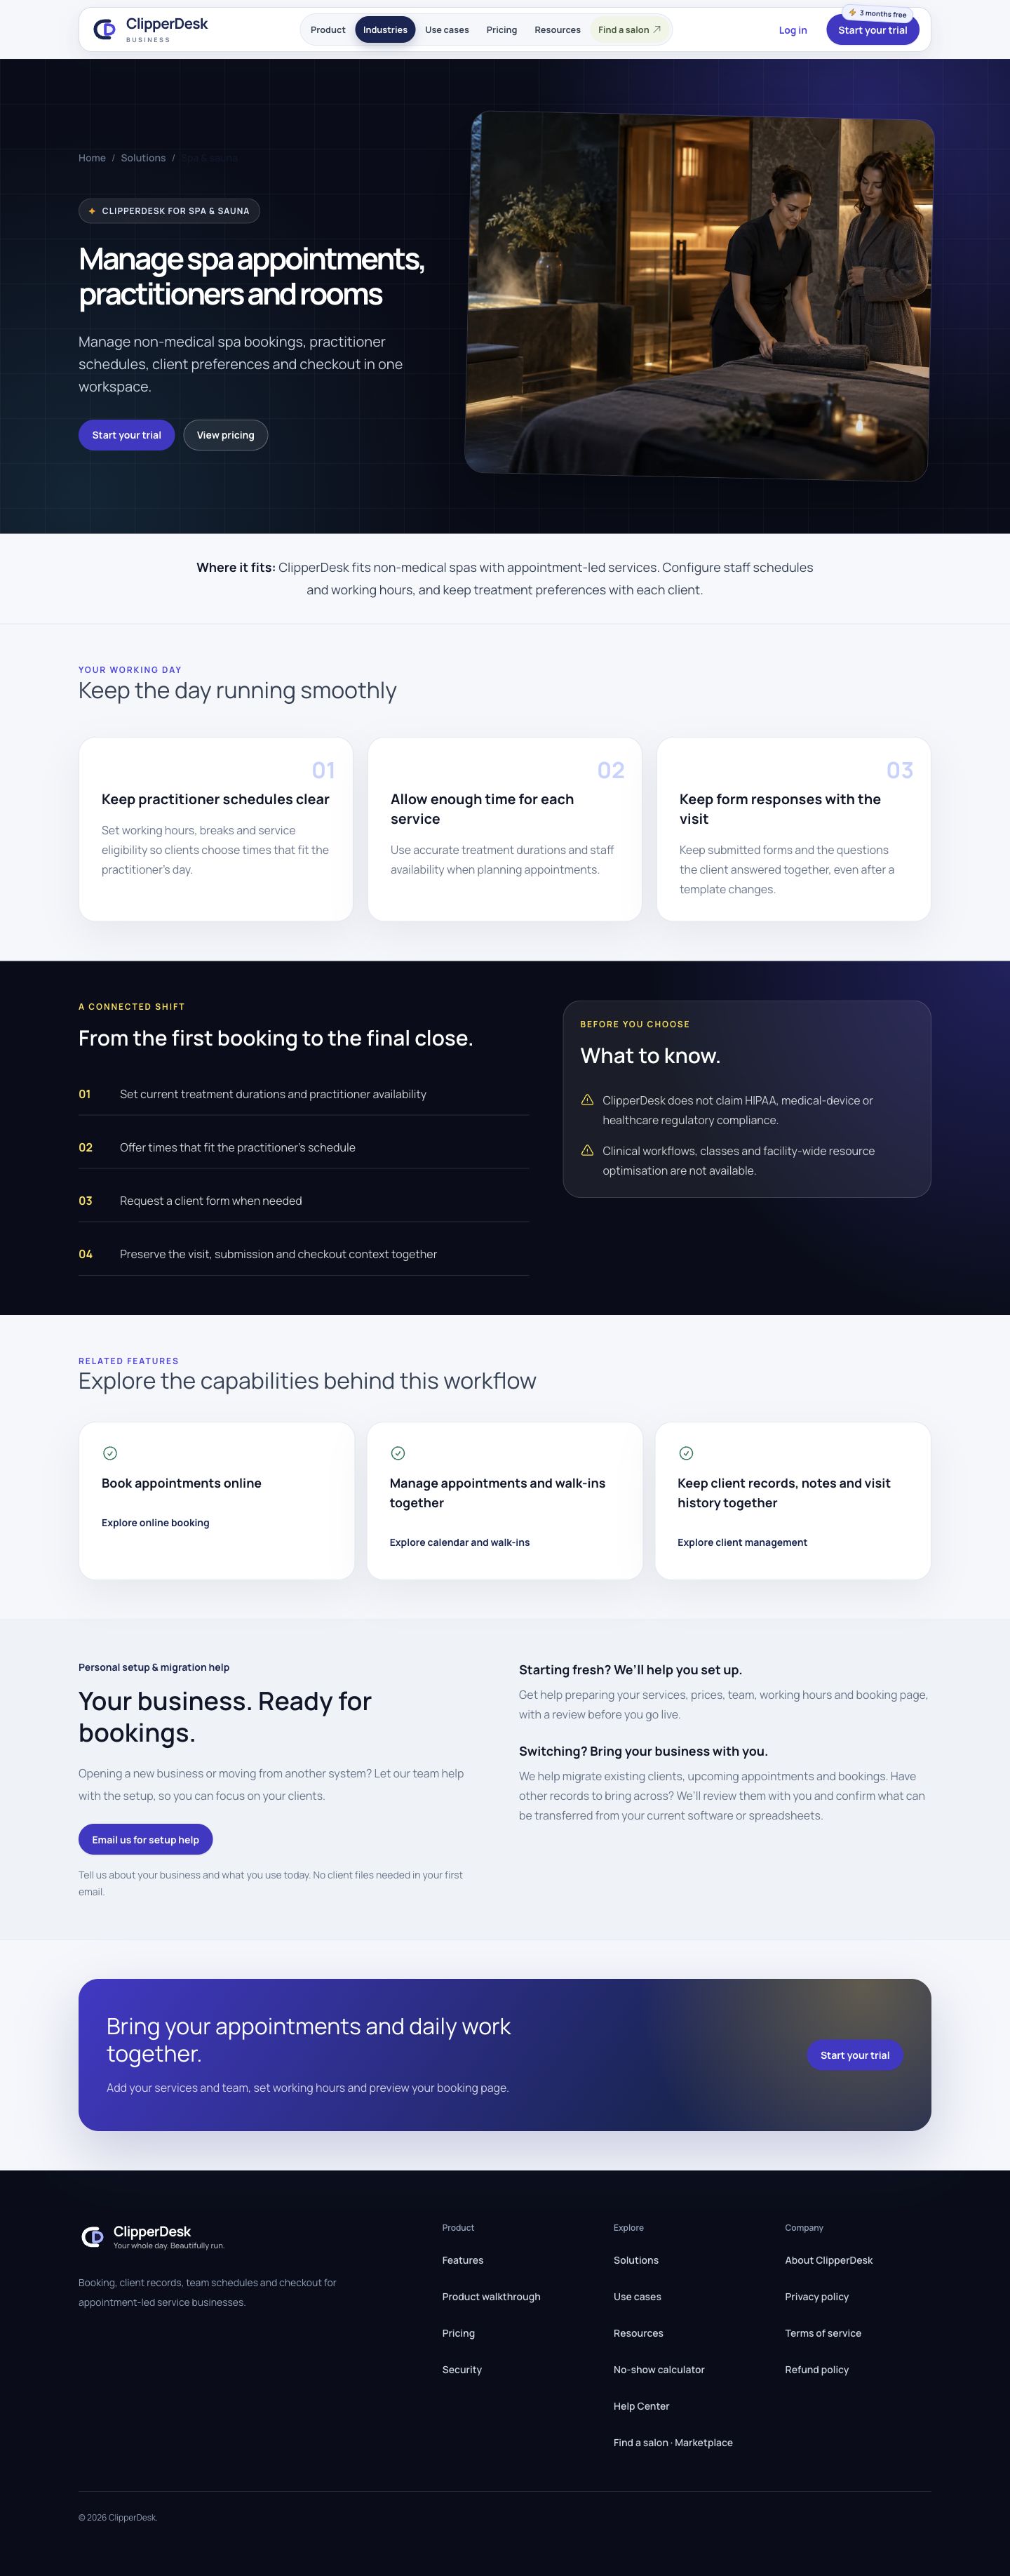 ClipperDesk
BUSINESS
Product
Industries
Use cases
Pricing
Resources
Find a salon
Log in
3 months free
Start your trial
Home / Solutions / Spa & sauna
CLIPPERDESK FOR SPA & SAUNA
Manage spa appointments,
practitioners and rooms
Manage non-medical spa bookings, practitioner
schedules, client preferences and checkout in one
workspace.
Start your trial
View pricing
Where it fits: ClipperDesk fits non-medical spas with appointment-led services. Configure staff schedules
and working hours, and keep treatment preferences with each client.
YOUR WORKING DAY
Keep the day running smoothly
01
Keep practitioner schedules clear
Set working hours, breaks and service
eligibility so clients choose times that fit the
practitioner's day.
02
Allow enough time for each
service
Use accurate treatment durations and staff
availability when planning appointments.
03
Keep form responses with the
visit
Keep submitted forms and the questions
the client answered together, even after a
template changes.
A CONNECTED SHIFT
From the first booking to the final close.
01 Set current treatment durations and practitioner availability
02 Offer times that fit the practitioner's schedule
03 Request a client form when needed
04 Preserve the visit, submission and checkout context together
BEFORE YOU CHOOSE
What to know.
ClipperDesk does not claim HIPAA, medical-device or
healthcare regulatory compliance.
Clinical workflows, classes and facility-wide resource
optimisation are not available.
RELATED FEATURES
Explore the capabilities behind this workflow
Book appointments online
Explore online booking
Manage appointments and walk-ins
together
Explore calendar and walk-ins
Keep client records, notes and visit
history together
Explore client management
Personal setup & migration help
Your business. Ready for
bookings.
Opening a new business or moving from another system? Let our team help
with the setup, so you can focus on your clients.
Email us for setup help
Tell us about your business and what you use today. No client files needed in your first
email.
Starting fresh? We'll help you set up.
Get help preparing your services, prices, team, working hours and booking page,
with a review before you go live.
Switching? Bring your business with you.
We help migrate existing clients, upcoming appointments and bookings. Have
other records to bring across? We'll review them with you and confirm what can
be transferred from your current software or spreadsheets.
Bring your appointments and daily work
together.
Add your services and team, set working hours and preview your booking page.
Start your trial
ClipperDesk
Your whole day. Beautifully run.
Booking, client records, team schedules and checkout for
appointment-led service businesses.
Product
Features
Product walkthrough
Pricing
Security
Explore
Solutions
Use cases
Resources
No-show calculator
Help Center
Find a salon · Marketplace
Company
About ClipperDesk
Privacy policy
Terms of service
Refund policy
© 2026 ClipperDesk.